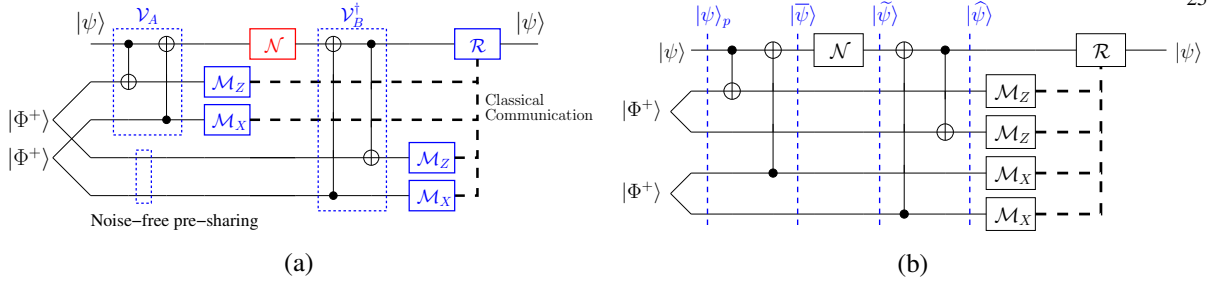 25
|ψ⟩
𝒱_A
𝒩
𝒱_B^†
ℛ
|ψ⟩
ℳ_Z
ℳ_X
Classical
Communication
|Φ⁺⟩
|Φ⁺⟩
ℳ_Z
ℳ_X
Noise−free pre−sharing
(a)
|ψ⟩_p
|ψ̅⟩
|ψ̃⟩
|ψ̂⟩
|ψ⟩
𝒩
ℛ
|ψ⟩
|Φ⁺⟩
ℳ_Z
ℳ_Z
|Φ⁺⟩
ℳ_X
ℳ_X
(b)